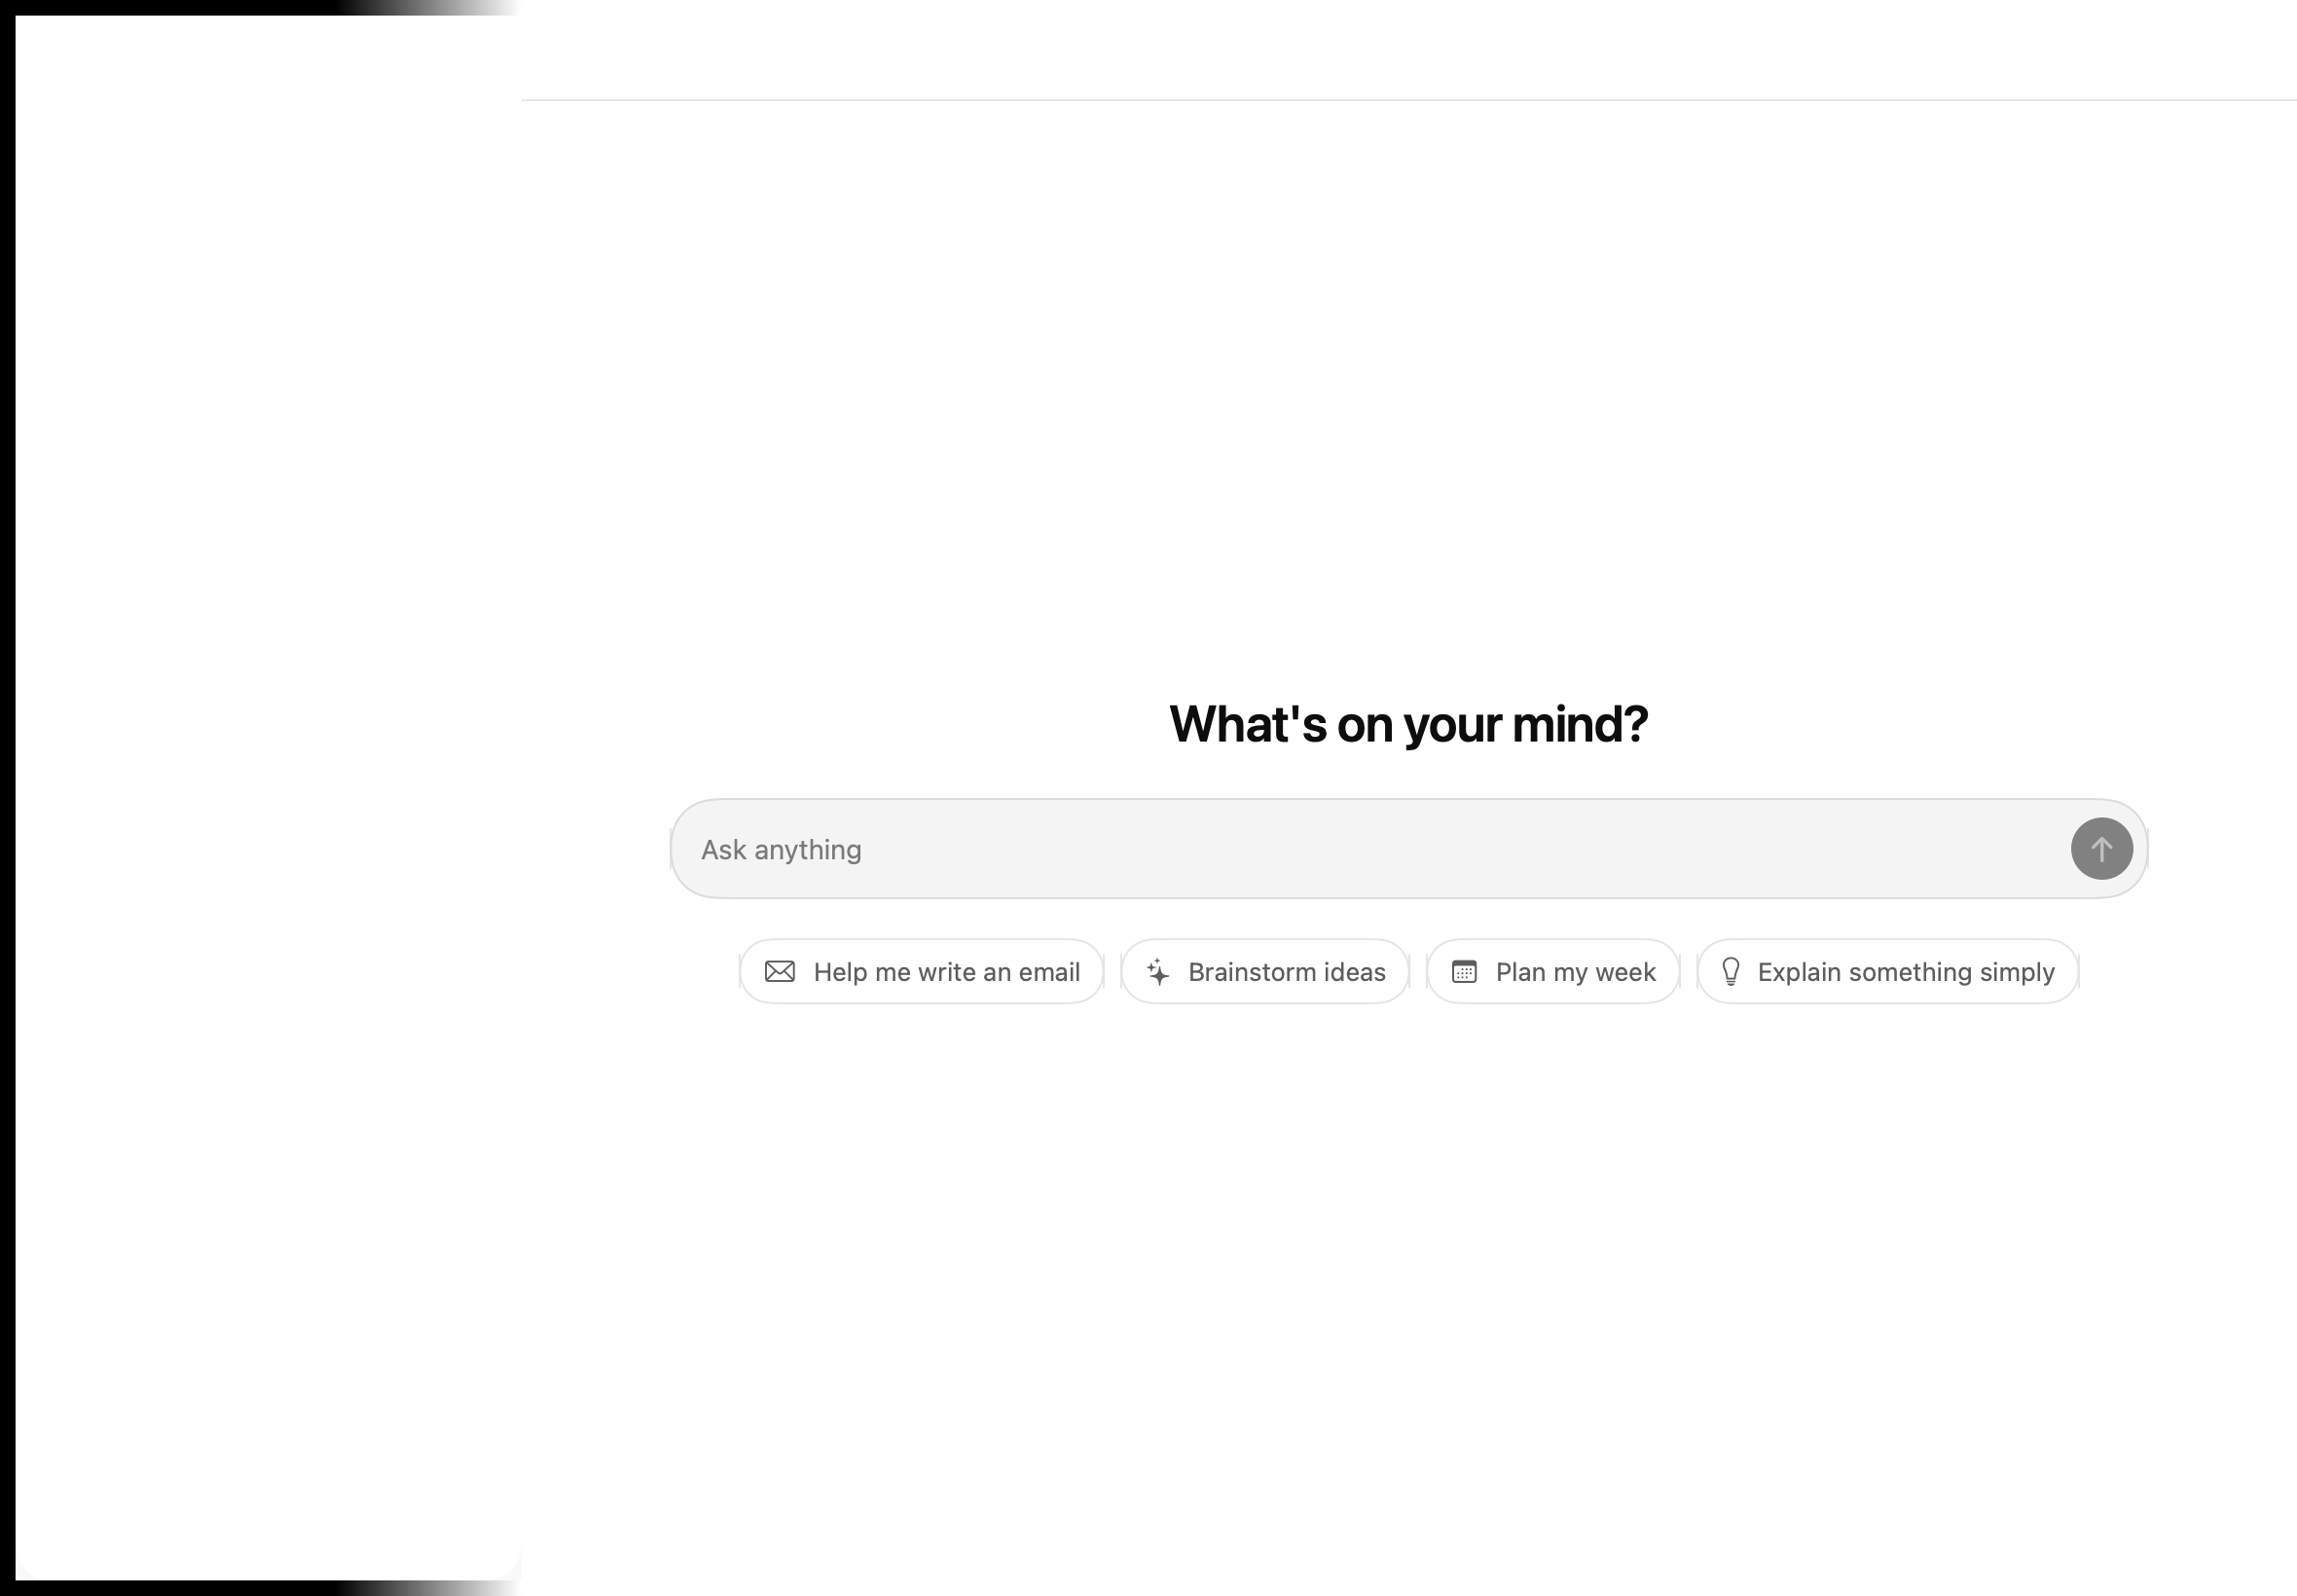 What's on your mind?
Ask anything
Help me write an email
Brainstorm ideas
Plan my week
Explain something simply